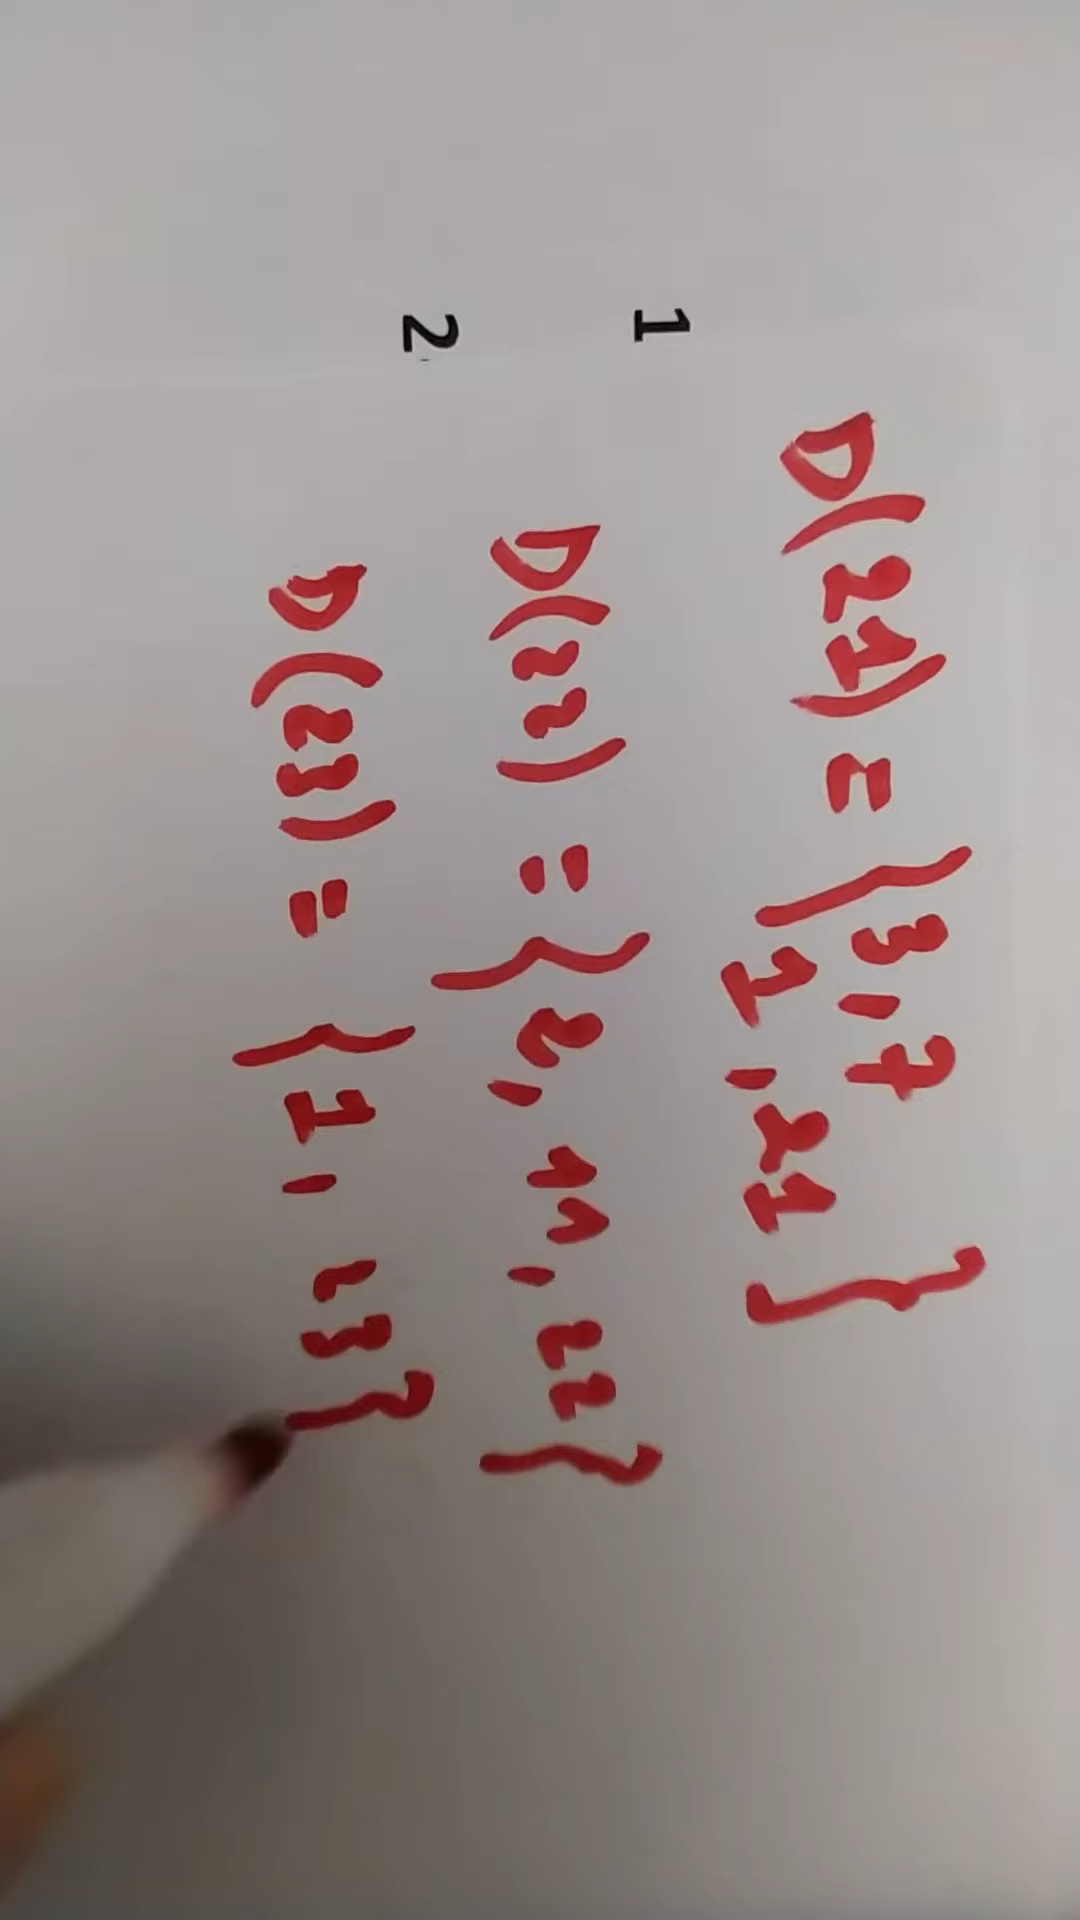 D(21) = {3, 7
1, 21}
1
D(22) = {2, 11, 22}
2
D(23) = {1, 23}